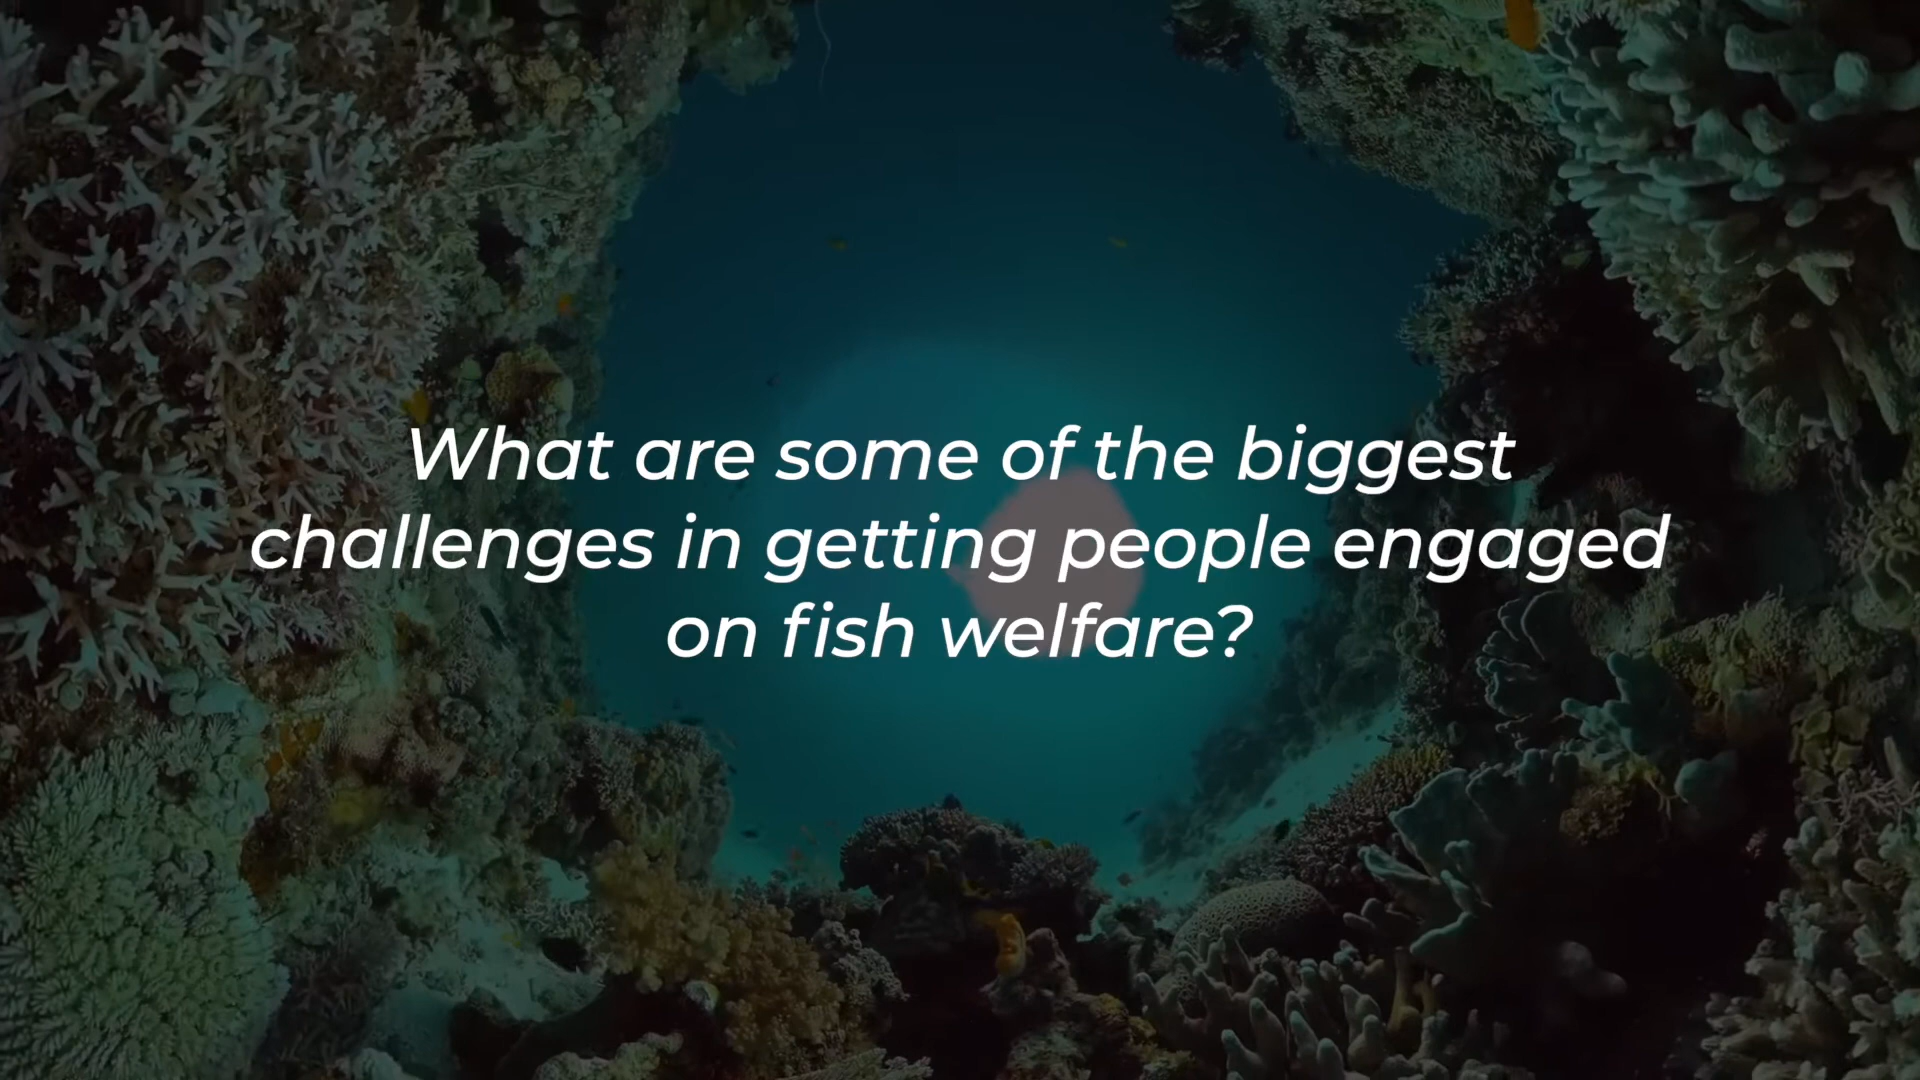 What are some of the biggest
challenges in getting people engaged
on fish welfare?